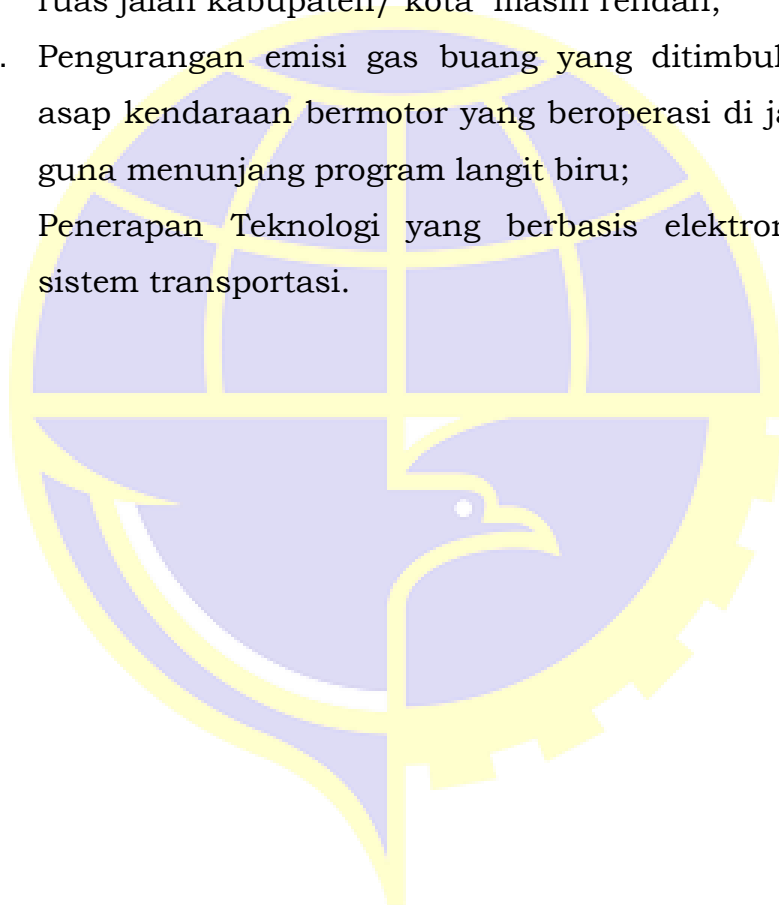 ruas jalan kabupaten/ kota masih rendah;
. Pengurangan emisi gas buang yang ditimbul
asap kendaraan bermotor yang beroperasi di ja
guna menunjang program langit biru;
Penerapan Teknologi yang berbasis elektron
sistem transportasi.